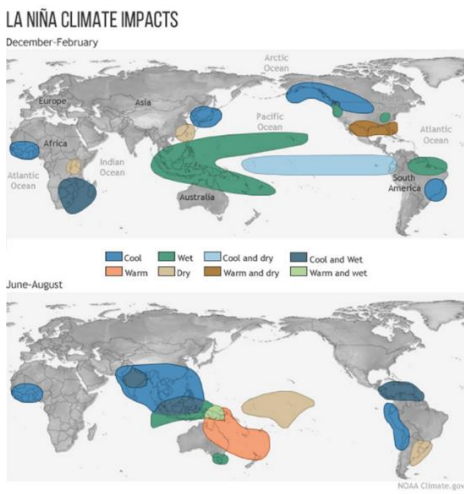 LA NIÑA CLIMATE IMPACTS
December-February
Arctic
Ocean
Europe
Asia
Pacific
Ocean
Atlantic
Ocean
Africa
Indian
Ocean
Atlantic
Ocean
South
America
Australia
Cool
Wet
Cool and dry
Cool and Wet
Warm
Dry
Warm and dry
Warm and wet
June-August
NOAA Climate.gov